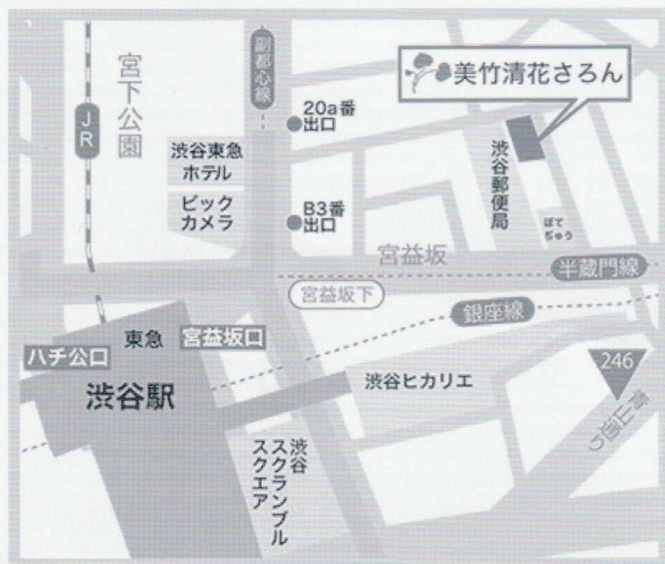 副都心線
美竹清花さろん
宮下公園
JR
20a番
出口
渋谷東急
ホテル
ビック
カメラ
B3番
出口
渋谷郵便局
ぽて
ぢゅう
宮益坂
半蔵門線
宮益坂下
銀座線
東急
宮益坂口
ハチ公口
渋谷駅
渋谷ヒカリエ
246
青山通り
渋谷
スクランブル
スクエア